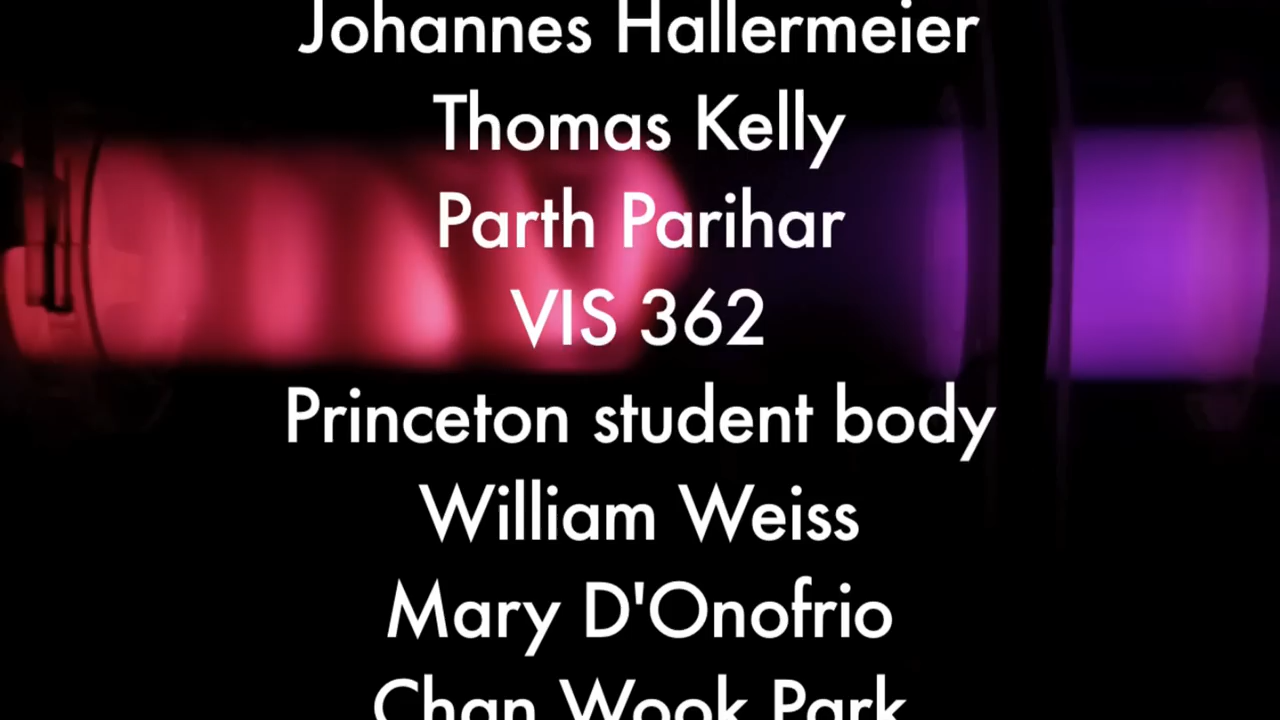 Johannes Hallermeier
Thomas Kelly
Parth Parihar
VIS 362
Princeton student body
William Weiss
Mary D'Onofrio
Chan Wook Park